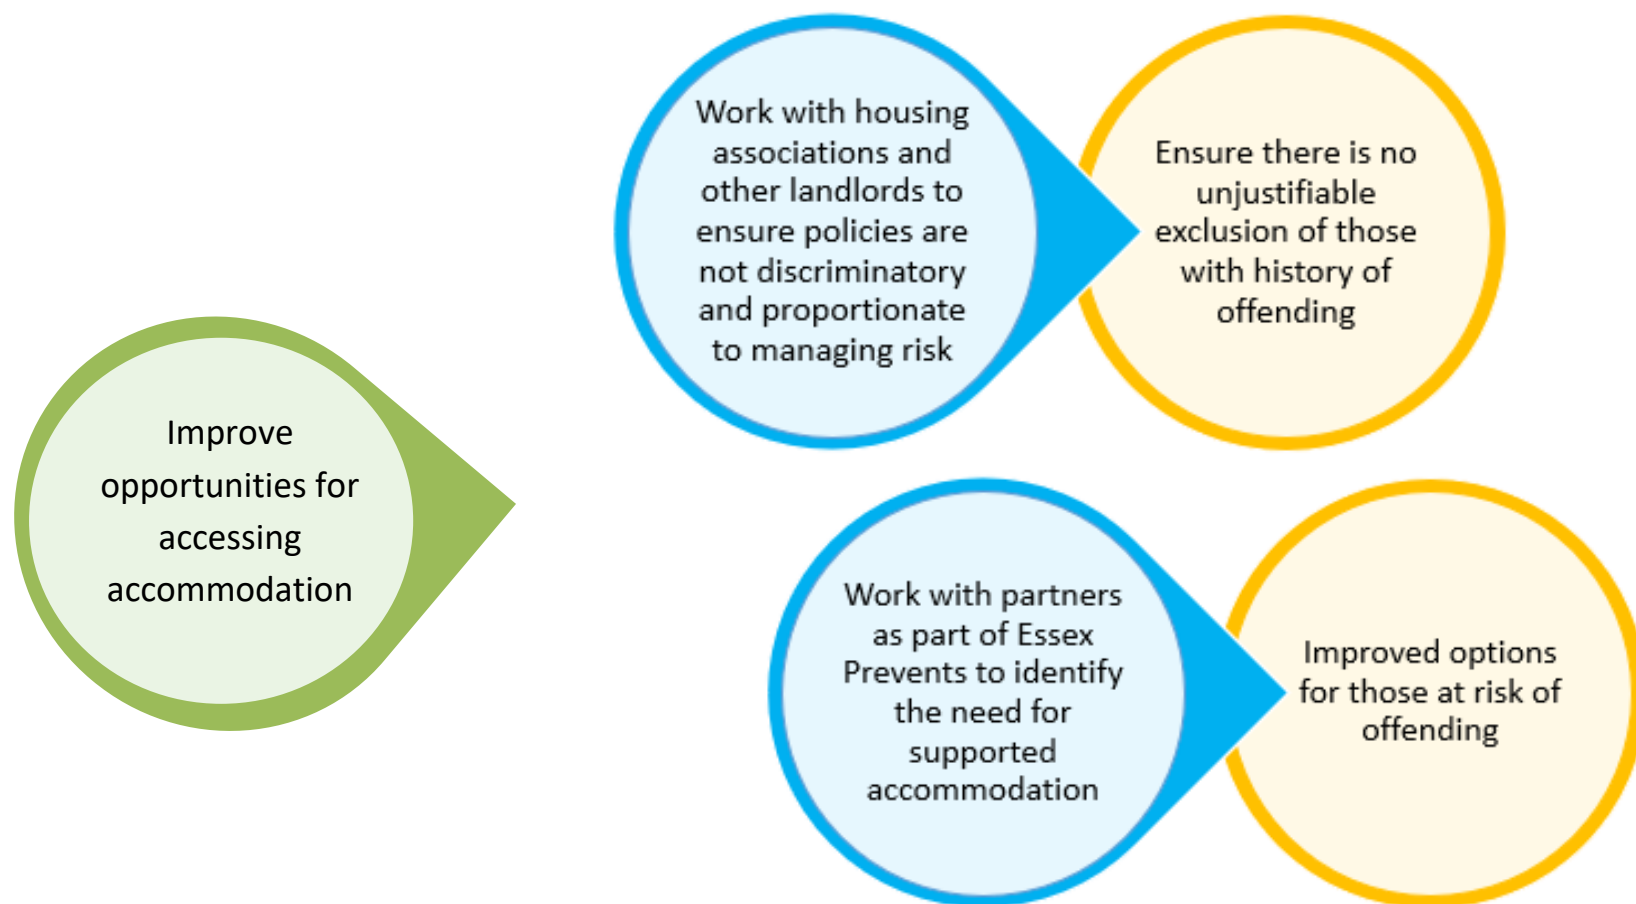 Improve
opportunities for
accessing
accommodation
Work with housing
associations and
other landlords to
ensure policies are
not discriminatory
and proportionate
to managing risk
Ensure there is no
unjustifiable
exclusion of those
with history of
offending
Work with partners
as part of Essex
Prevents to identify
the need for
supported
accommodation
Improved options
for those at risk of
offending